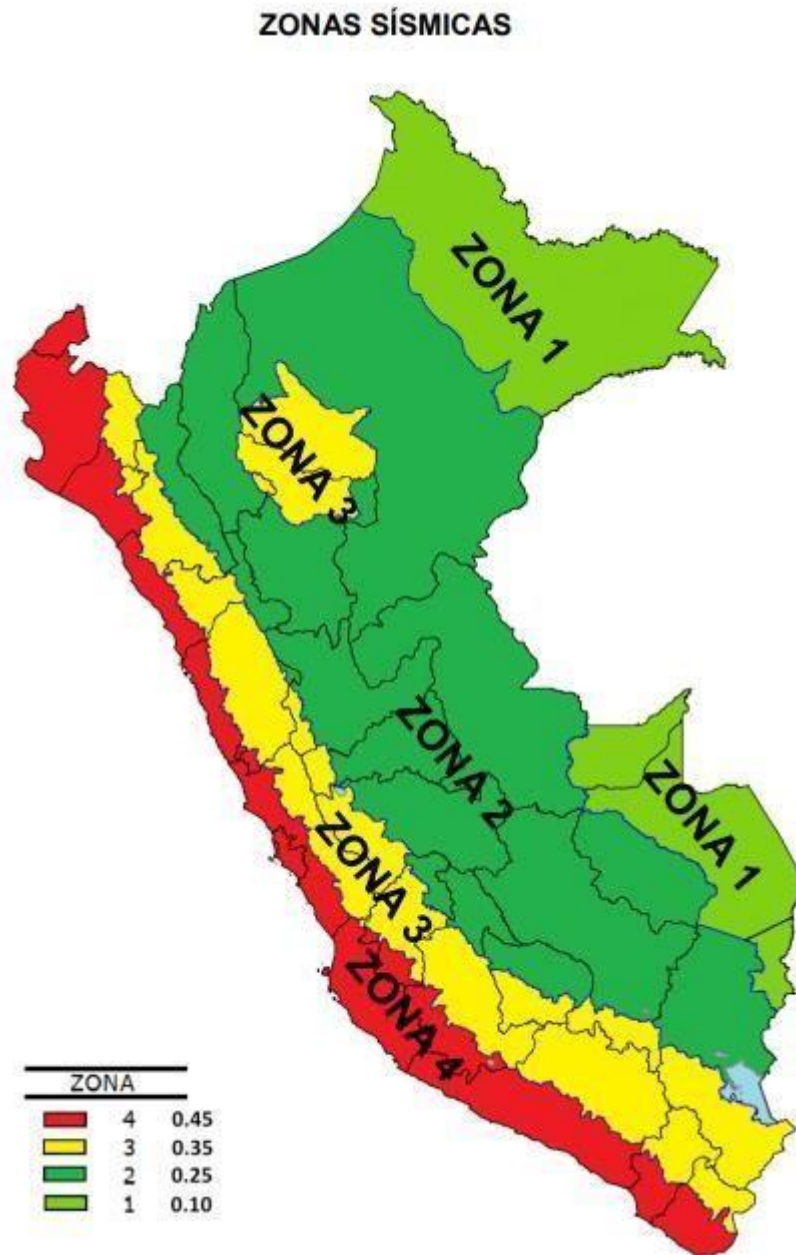 ZONAS SÍSMICAS
ZONA 1
ZONA 3
ZONA 2
ZONA 1
ZONA 3
ZONA 4
ZONA
4 0.45
3 0.35
2 0.25
1 0.10